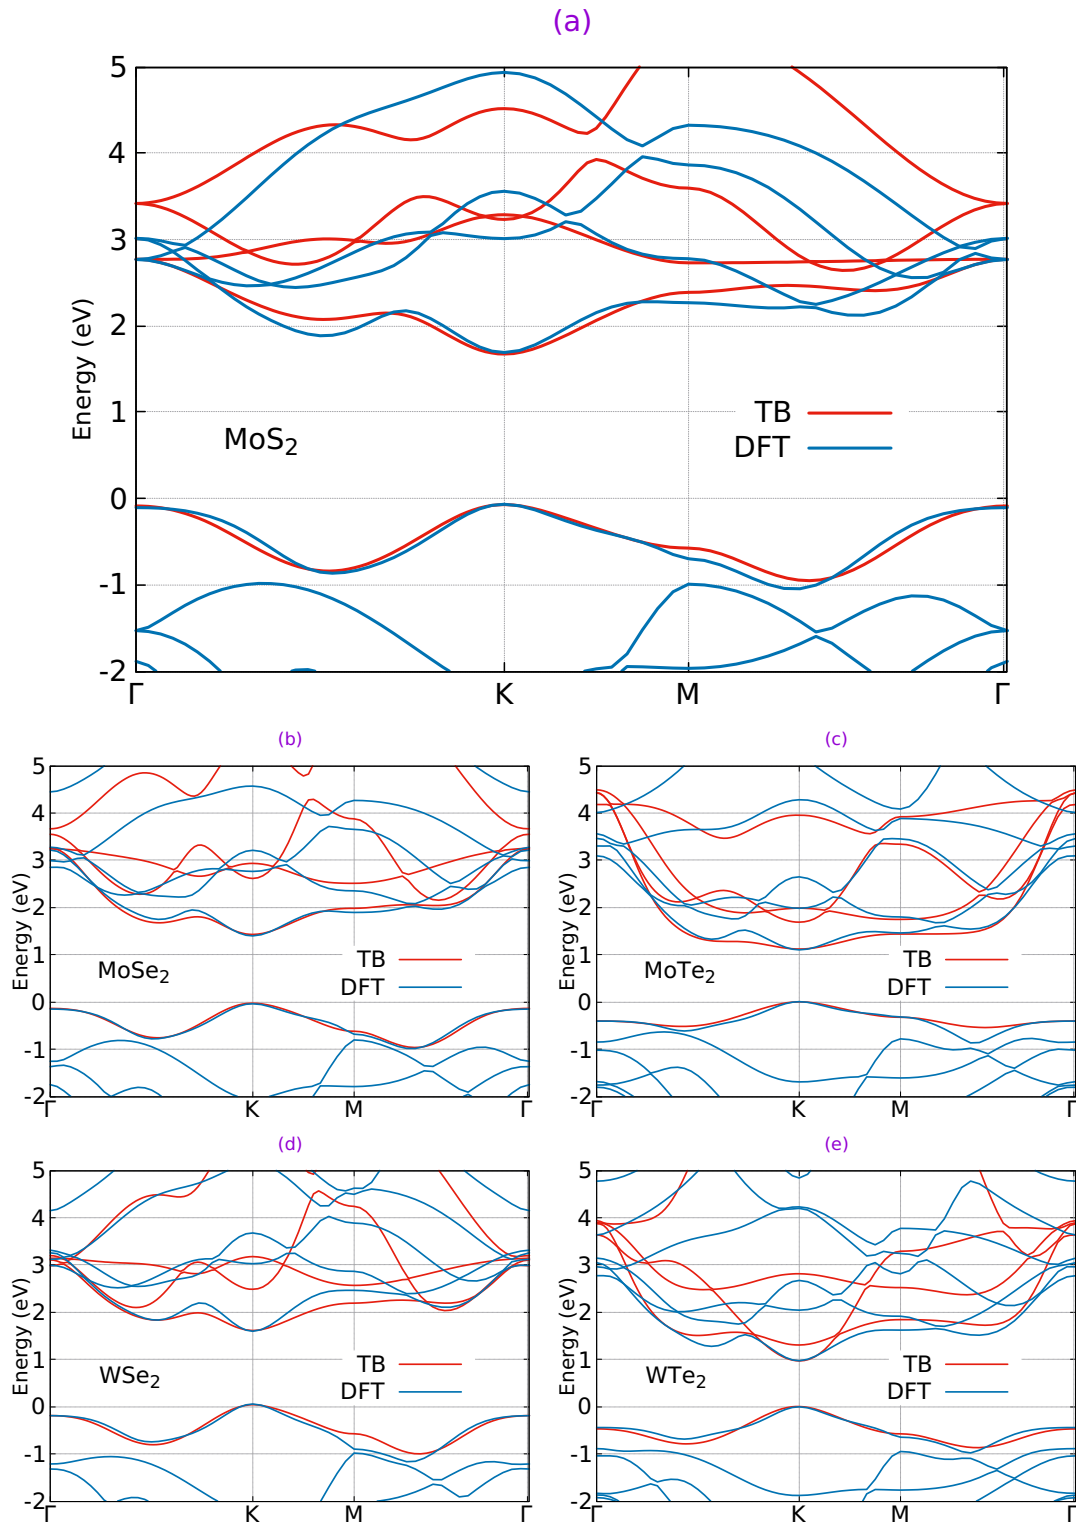 (a)
5
4
3
2
1
0
-1
-2
Energy (eV)
TB
DFT
MoS2
Γ K M Γ
(b)
5
4
3
2
1
0
-1
-2
Energy (eV)
TB
DFT
MoSe2
Γ K M Γ
(c)
5
4
3
2
1
0
-1
-2
Energy (eV)
TB
DFT
MoTe2
Γ K M Γ
(d)
5
4
3
2
1
0
-1
-2
Energy (eV)
TB
DFT
WSe2
Γ K M Γ
(e)
5
4
3
2
1
0
-1
-2
Energy (eV)
TB
DFT
WTe2
Γ K M Γ